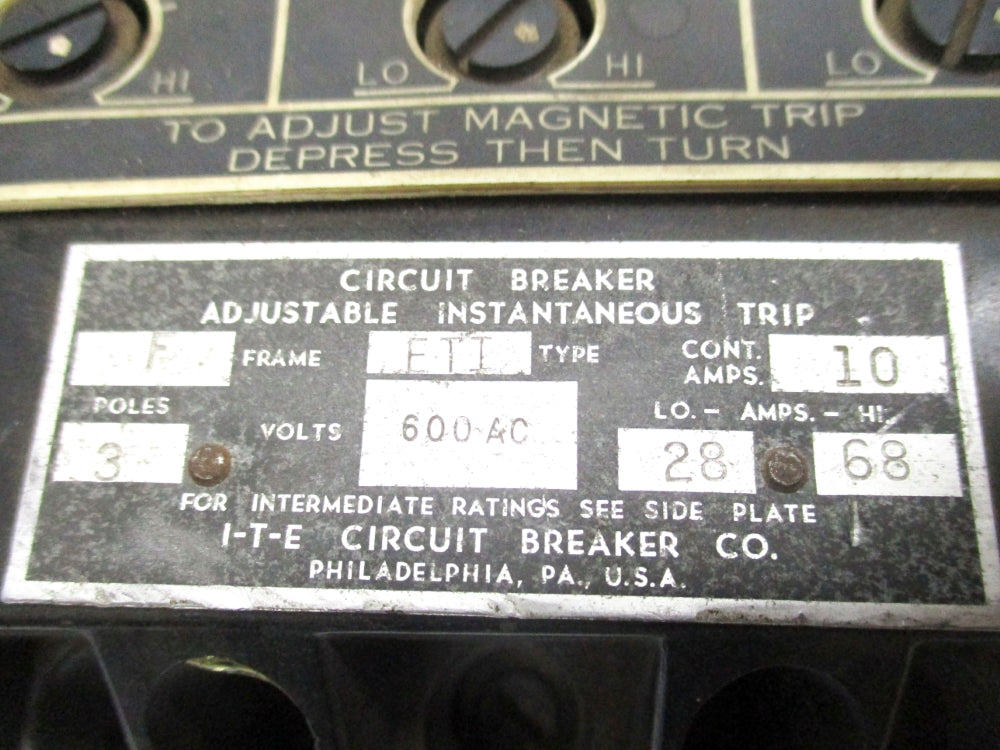 HI LO HI LO
TO ADJUST MAGNETIC TRIP
DEPRESS THEN TURN
CIRCUIT BREAKER
ADJUSTABLE INSTANTANEOUS TRIP
F FRAME ETI TYPE CONT. AMPS. 10
POLES 3
VOLTS 600 AC
LO. - AMPS. - HI.
28 68
FOR INTERMEDIATE RATINGS SEE SIDE PLATE
I-T-E CIRCUIT BREAKER CO.
PHILADELPHIA, PA., U.S.A.